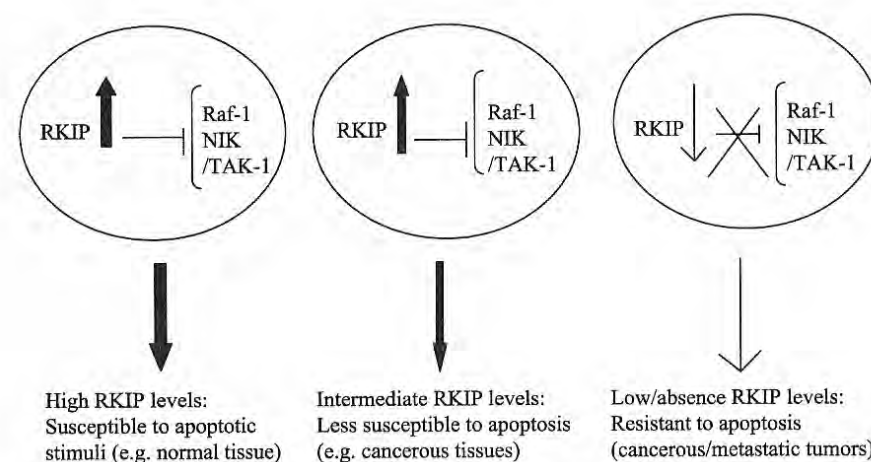 RKIP
Raf-1
NIK
/TAK-1
RKIP
Raf-1
NIK
/TAK-1
RKIP
Raf-1
NIK
/TAK-1
High RKIP levels:
Susceptible to apoptotic
stimuli (e.g. normal tissue)
Intermediate RKIP levels:
Less susceptible to apoptosis
(e.g. cancerous tissues)
Low/absence RKIP levels:
Resistant to apoptosis
(cancerous/metastatic tumors)